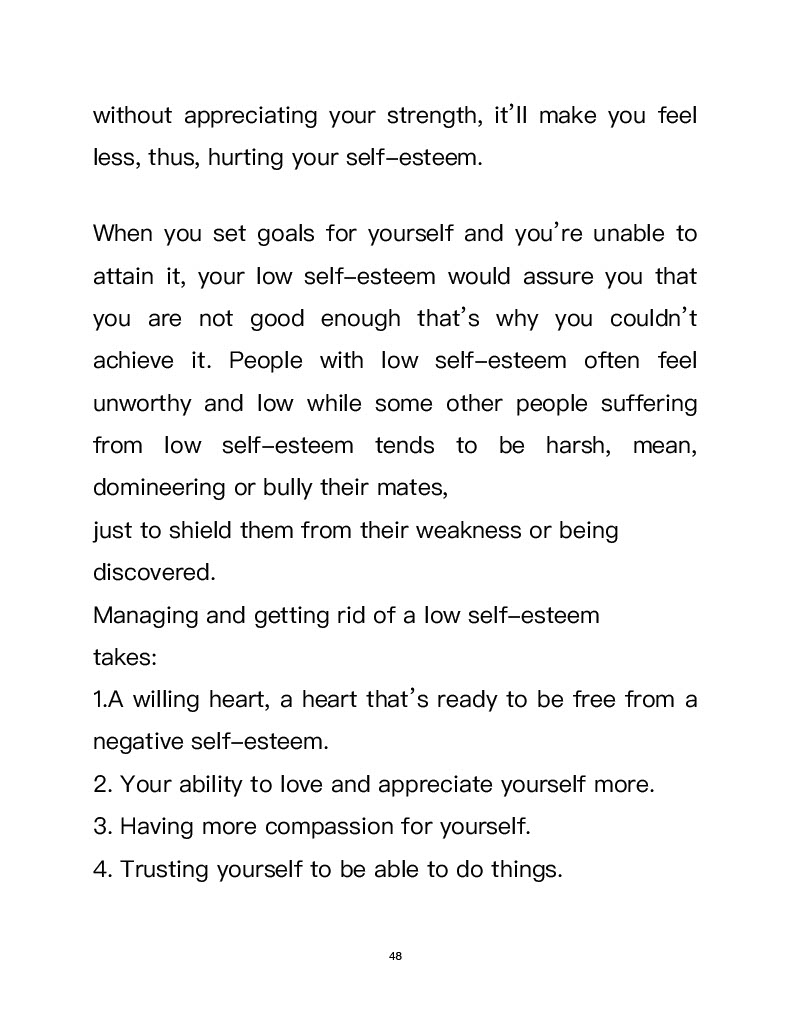 without appreciating your strength, it’ll make you feel
less, thus, hurting your self–esteem.
When you set goals for yourself and you’re unable to
attain it, your low self–esteem would assure you that
you are not good enough that’s why you couldn’t
achieve it. People with low self–esteem often feel
unworthy and low while some other people suffering
from low self–esteem tends to be harsh, mean,
domineering or bully their mates,
just to shield them from their weakness or being
discovered.
Managing and getting rid of a low self–esteem
takes:
1.A willing heart, a heart that’s ready to be free from a
negative self–esteem.
2. Your ability to love and appreciate yourself more.
3. Having more compassion for yourself.
4. Trusting yourself to be able to do things.
48